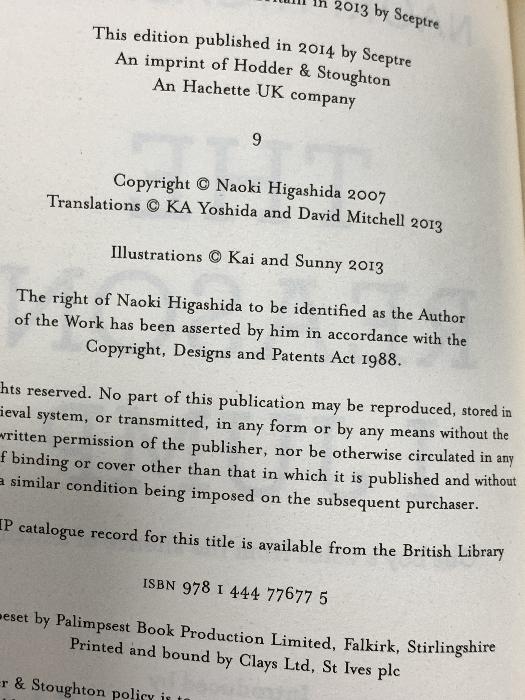 in 2013 by Sceptre
This edition published in 2014 by Sceptre
An imprint of Hodder & Stoughton
An Hachette UK company
9
Copyright © Naoki Higashida 2007
Translations © KA Yoshida and David Mitchell 2013
Illustrations © Kai and Sunny 2013
The right of Naoki Higashida to be identified as the Author
of the Work has been asserted by him in accordance with the
Copyright, Designs and Patents Act 1988.
hts reserved. No part of this publication may be reproduced, stored in
ieval system, or transmitted, in any form or by any means without the
written permission of the publisher, nor be otherwise circulated in any
f binding or cover other than that in which it is published and without
a similar condition being imposed on the subsequent purchaser.
IP catalogue record for this title is available from the British Library
ISBN 978 1 444 77677 5
eset by Palimpsest Book Production Limited, Falkirk, Stirlingshire
Printed and bound by Clays Ltd, St Ives plc
r & Stoughton policy is